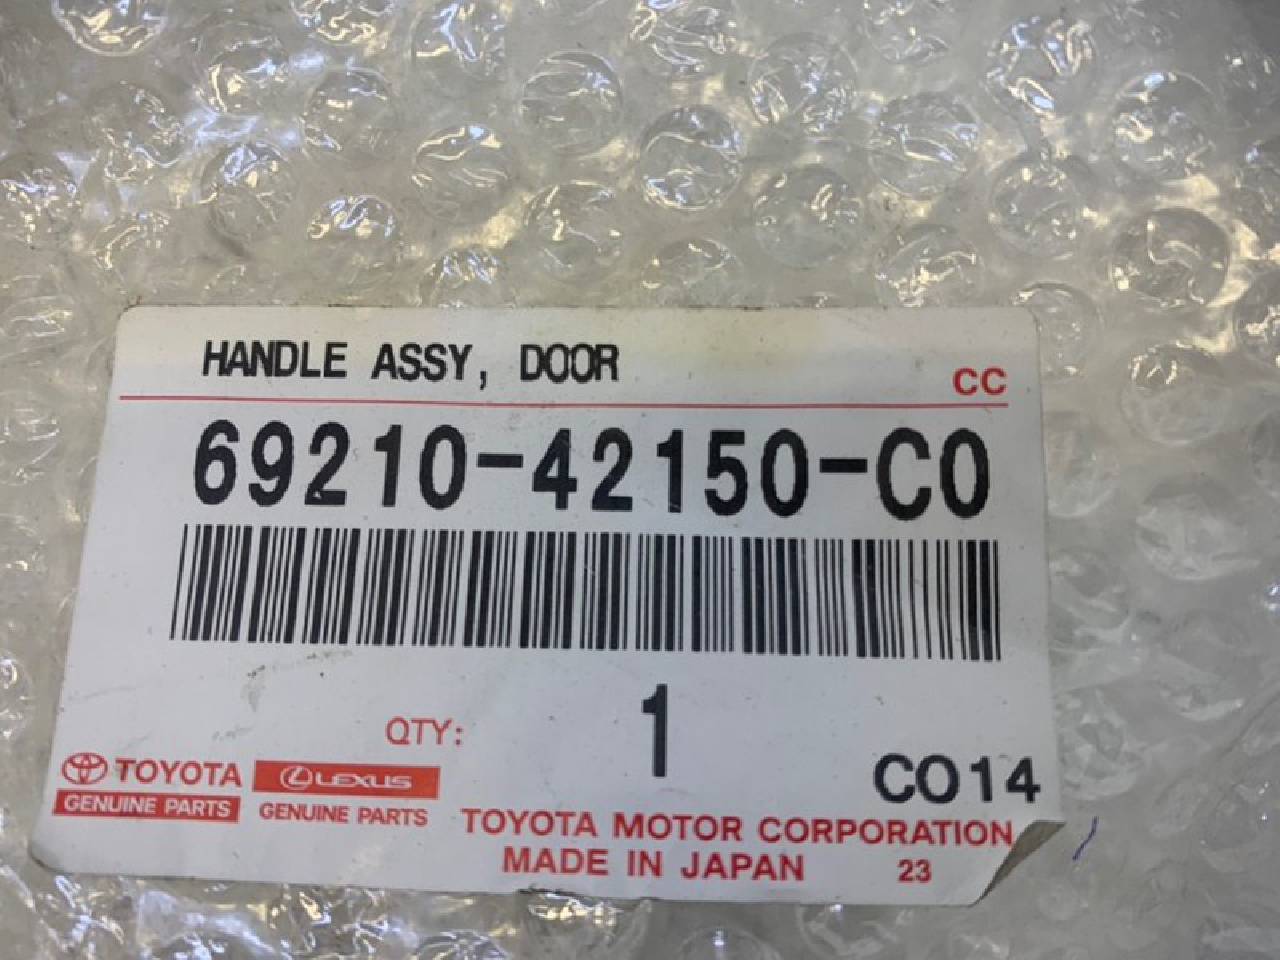 HANDLE ASSY, DOOR
CC
69210-42150-C0
QTY: 1
CO14
TOYOTA LEXUS
GENUINE PARTS GENUINE PARTS
TOYOTA MOTOR CORPORATION
MADE IN JAPAN 23